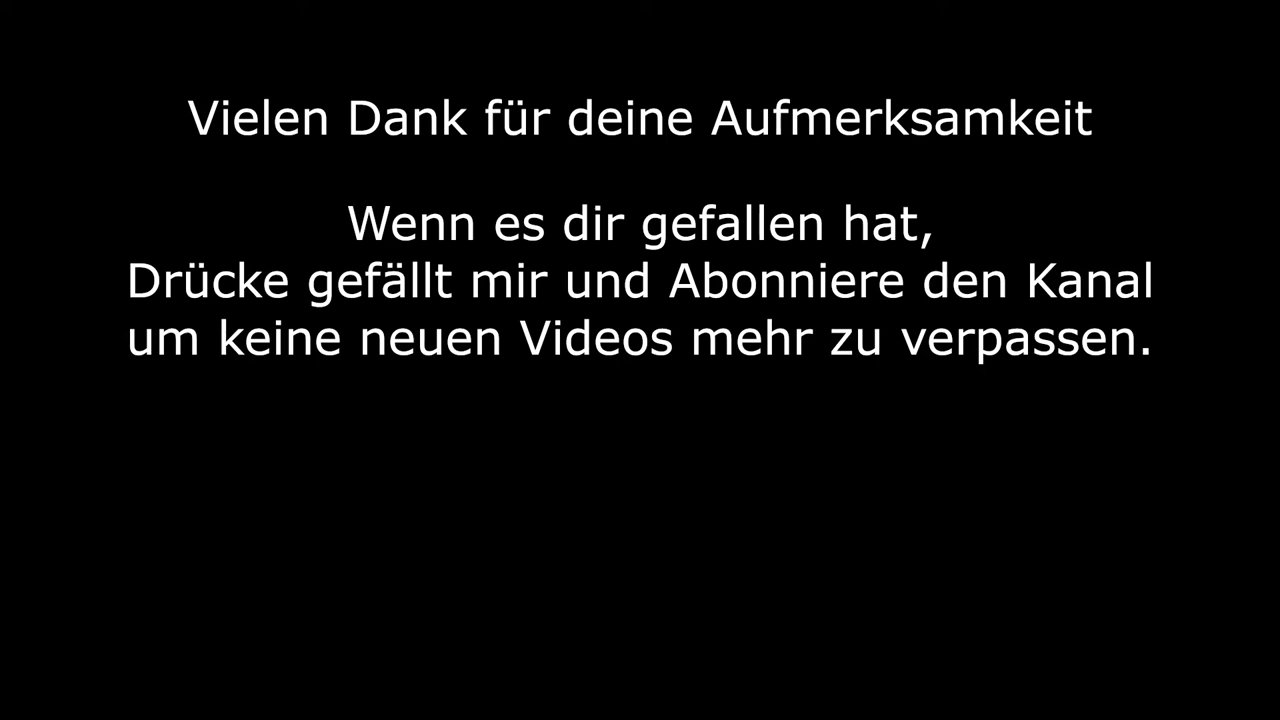 Vielen Dank für deine Aufmerksamkeit
Wenn es dir gefallen hat,
Drücke gefällt mir und Abonniere den Kanal
um keine neuen Videos mehr zu verpassen.